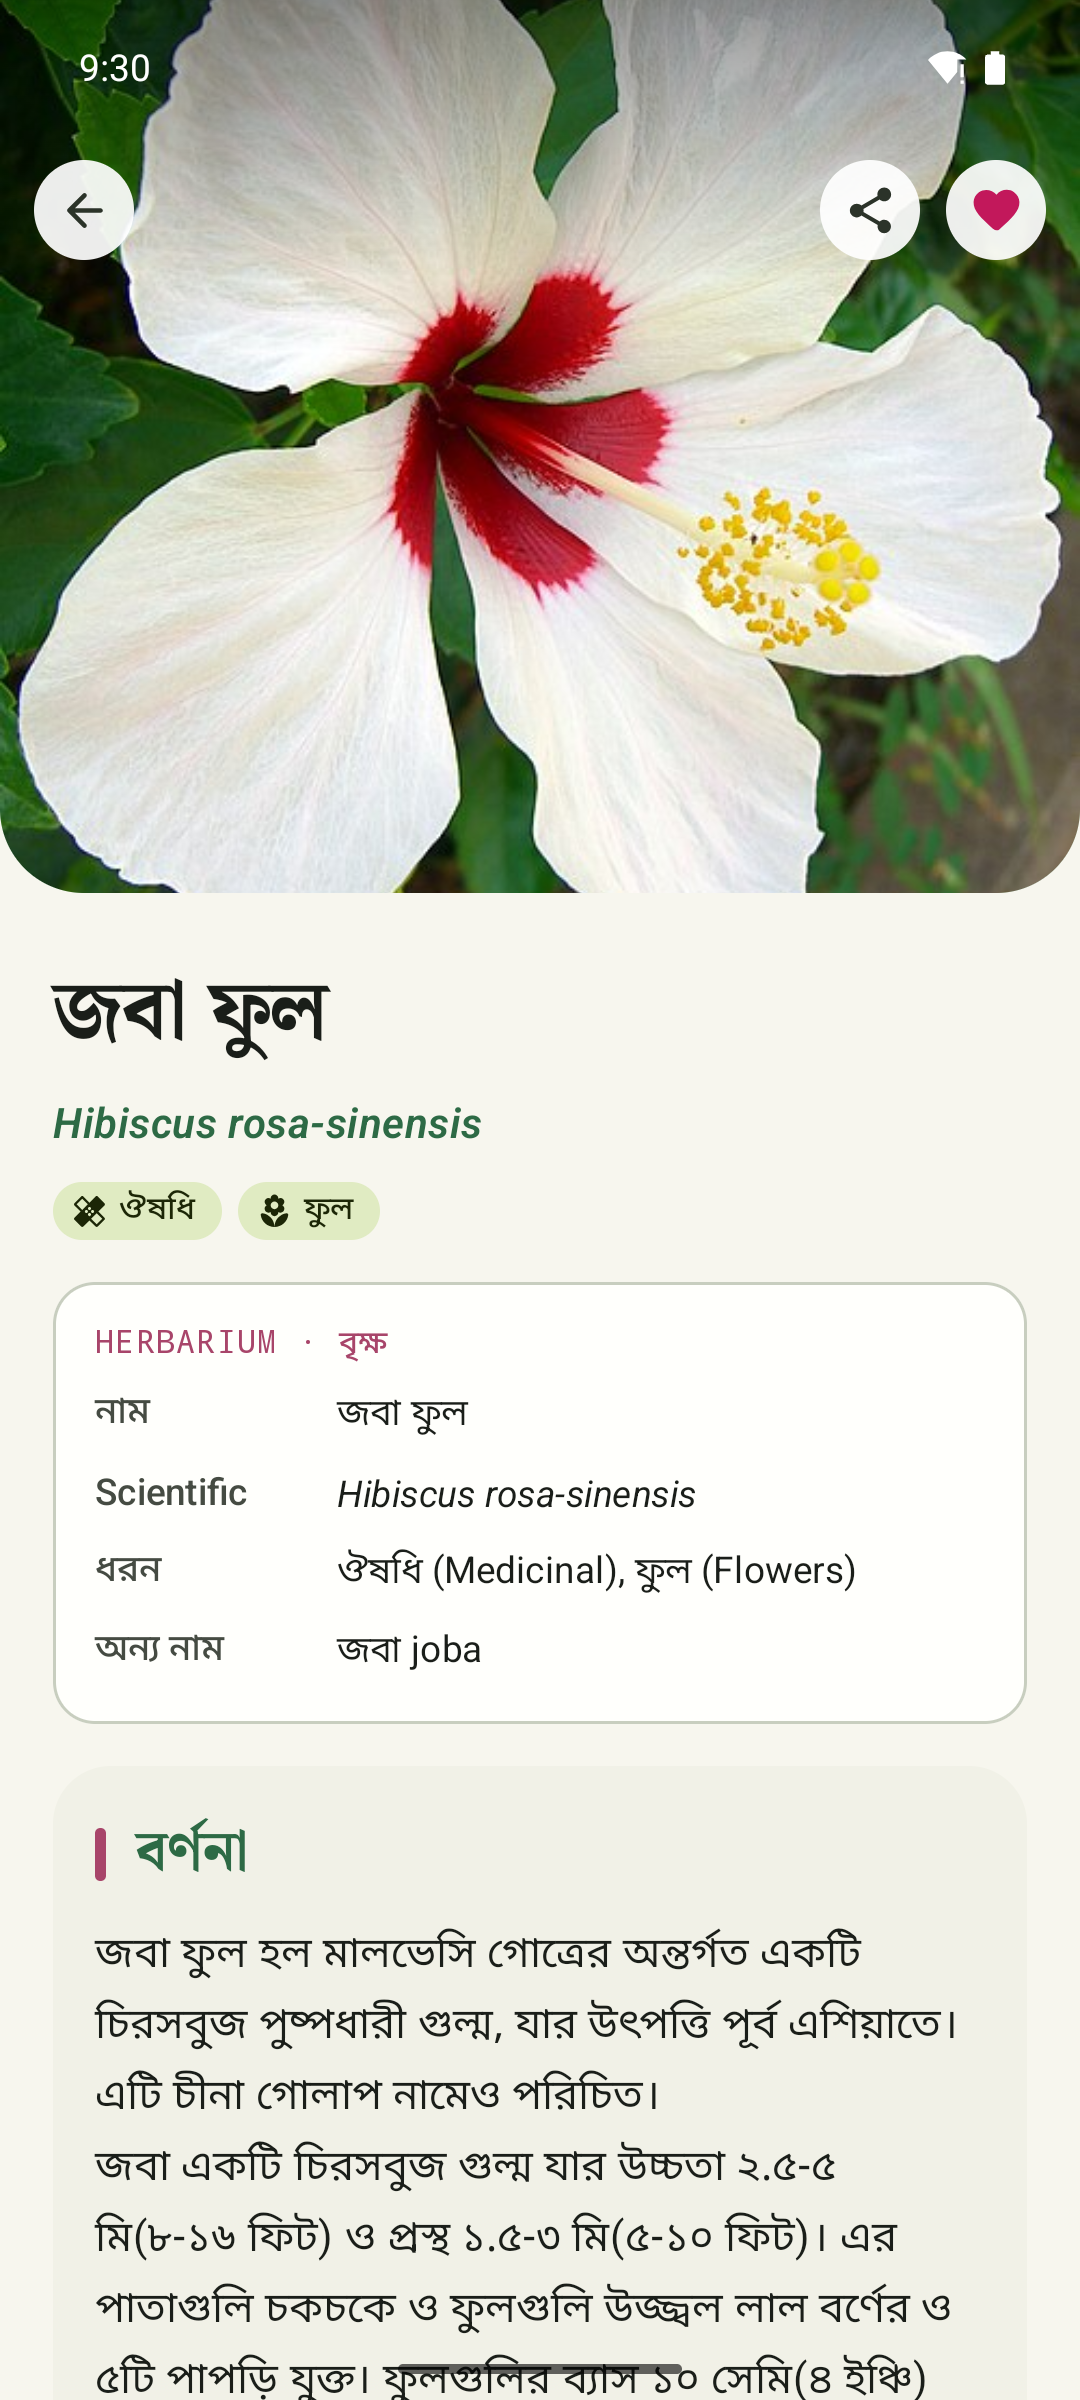 9:30
জবা ফুল
Hibiscus rosa-sinensis
ঔষধি ফুল
HERBARIUM · বৃক্ষ
নাম জবা ফুল
Scientific Hibiscus rosa-sinensis
ধরন ঔষধি (Medicinal), ফুল (Flowers)
অন্য নাম জবা joba
বর্ণনা
জবা ফুল হল মালভেসি গোত্রের অন্তর্গত একটি
চিরসবুজ পুষ্পধারী গুল্ম, যার উৎপত্তি পূর্ব এশিয়াতে।
এটি চীনা গোলাপ নামেও পরিচিত।
জবা একটি চিরসবুজ গুল্ম যার উচ্চতা ২.৫-৫
মি(৮-১৬ ফিট) ও প্রস্থ ১.৫-৩ মি(৫-১০ ফিট)। এর
পাতাগুলি চকচকে ও ফুলগুলি উজ্জ্বল লাল বর্ণের ও
৫টি পাপড়ি যুক্ত। ফুলগুলির ব্যাস ১০ সেমি(৪ ইঞ্চি)